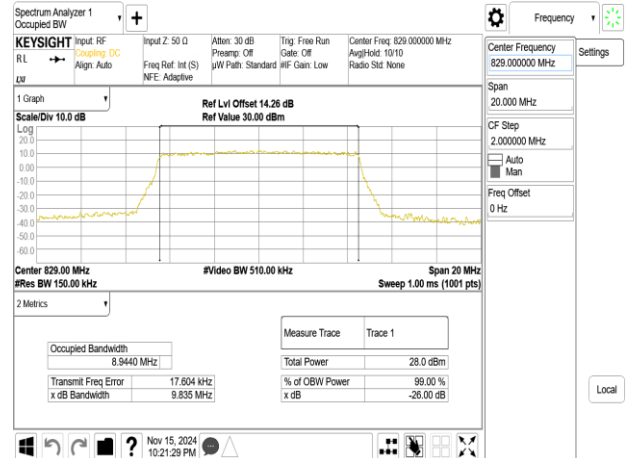 Spectrum Analyzer 1
Occupied BW
Frequency
KEYSIGHT
RL
Input: RF
Coupling: DC
Align: Auto
Input Z: 50 Ω
Freq Ref: Int (S)
NFE: Adaptive
Atten: 30 dB
Preamp: Off
µW Path: Standard
Trig: Free Run
Gate: Off
#IF Gain: Low
Center Freq: 829.000000 MHz
Avg|Hold: 10/10
Radio Std: None
Center Frequency
829.000000 MHz
Settings
Span
20.000 MHz
CF Step
2.000000 MHz
Auto
Man
Freq Offset
0 Hz
Local
1 Graph
Scale/Div 10.0 dB
Ref Lvl Offset 14.26 dB
Ref Value 30.00 dBm
Log
20.0
10.0
0.00
-10.0
-20.0
-30.0
-40.0
-50.0
-60.0
Center 829.00 MHz
#Video BW 510.00 kHz
Span 20 MHz
#Res BW 150.00 kHz
Sweep 1.00 ms (1001 pts)
2 Metrics
Measure Trace Trace 1
Occupied Bandwidth
8.9440 MHz
Total Power 28.0 dBm
Transmit Freq Error 17.604 kHz
% of OBW Power 99.00 %
x dB Bandwidth 9.835 MHz
x dB -26.00 dB
?
Nov 15, 2024
10:21:29 PM